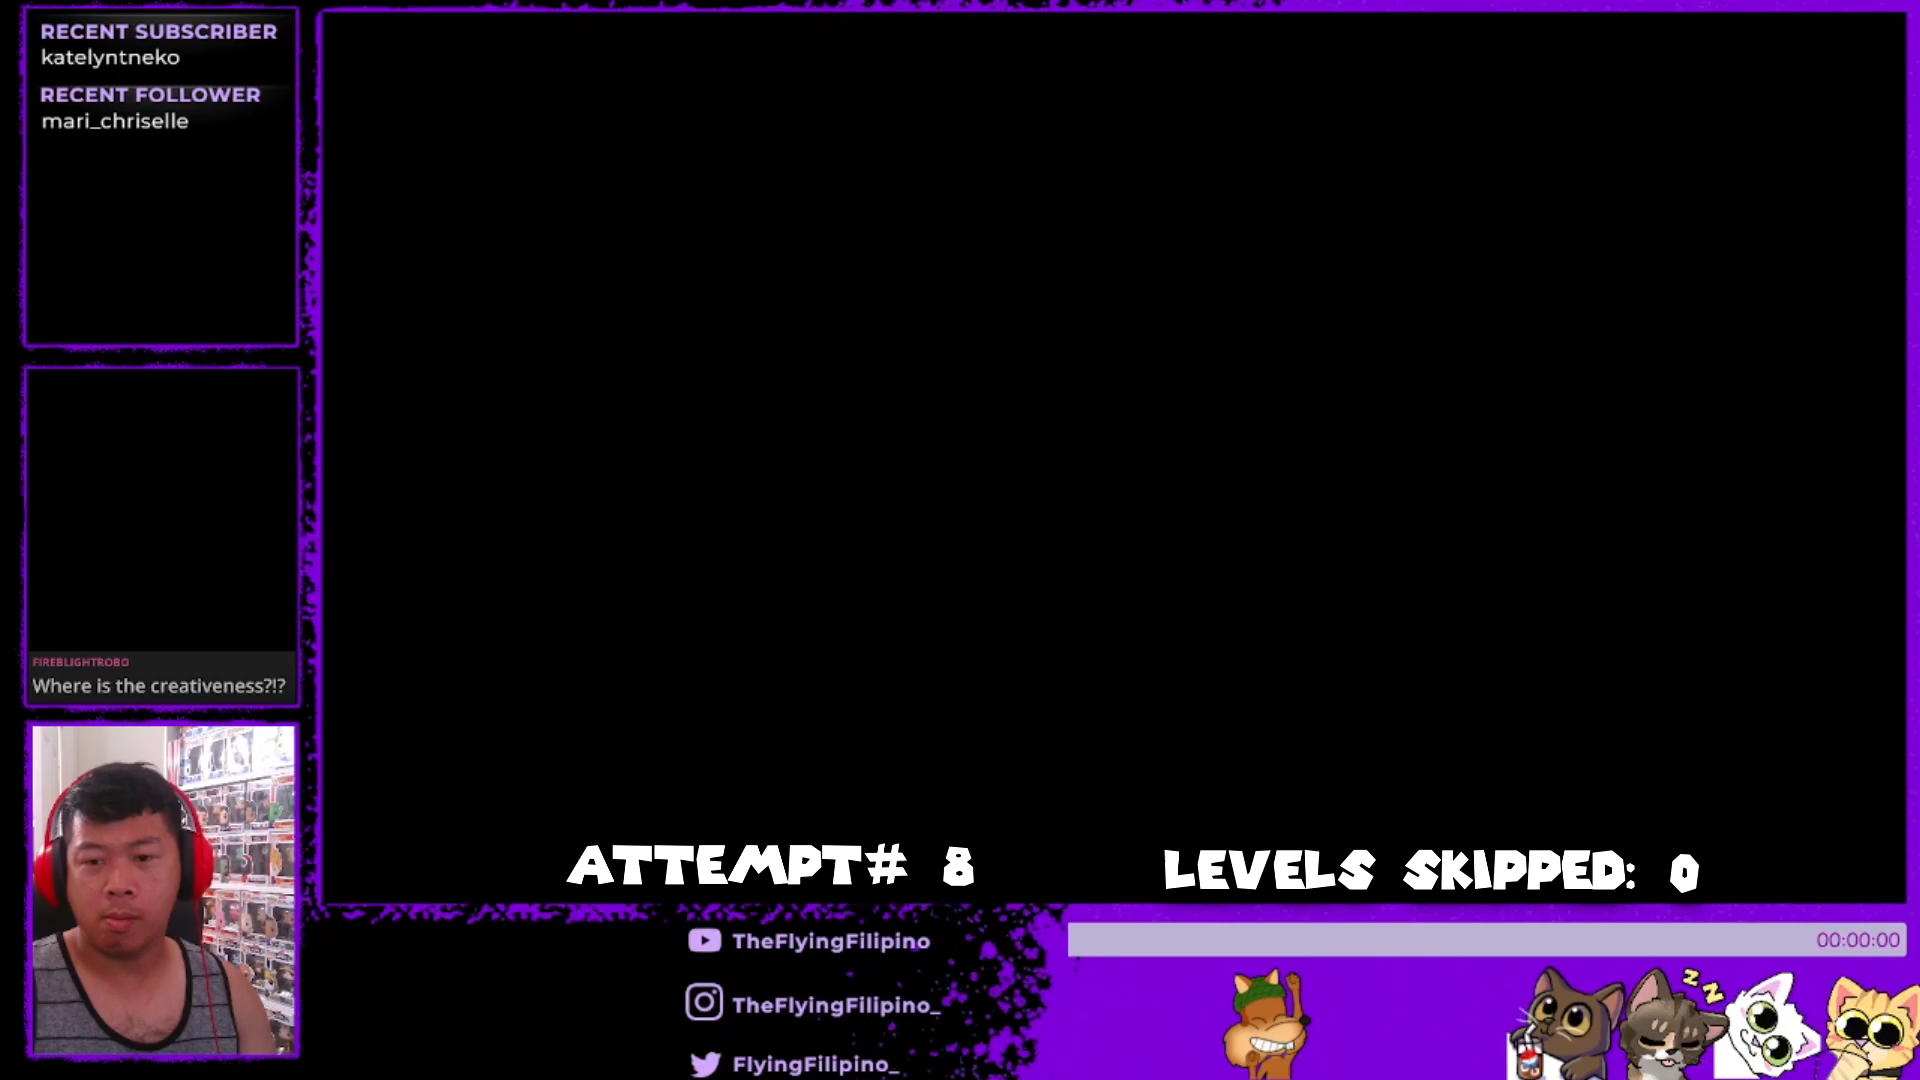 RECENT SUBSCRIBER
katelyntneko
RECENT FOLLOWER
mari_chriselle
FIREBLIGHTROBO
Where is the creativeness?!?
ATTEMPT# 8
LEVELS SKIPPED: 0
TheFlyingFilipino
00:00:00
TheFlyingFilipino_
FlyingFilipino_
Z
Z